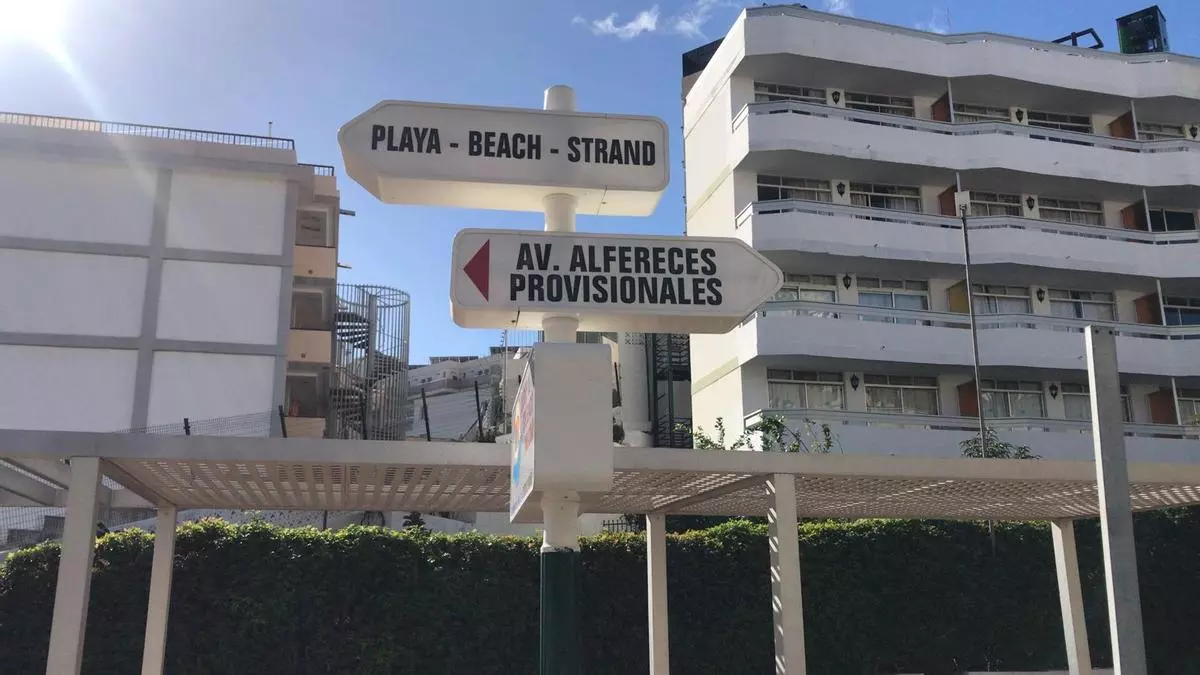 PLAYA - BEACH - STRAND
AV. ALFERECES
PROVISIONALES